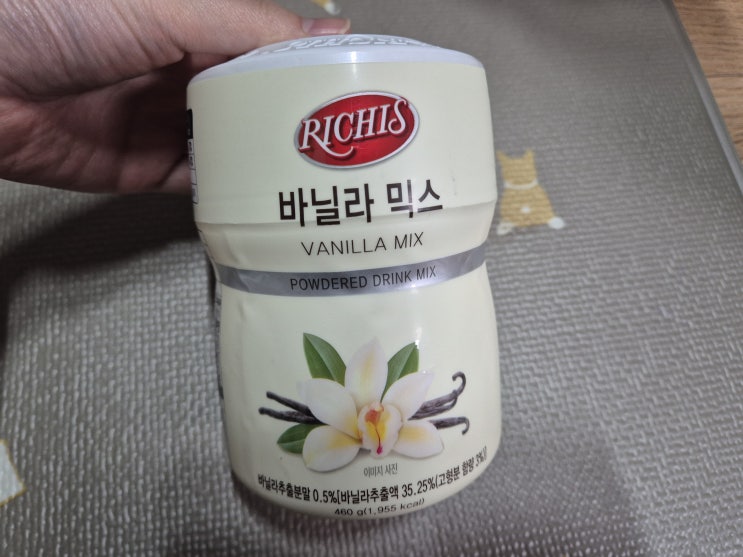 RICHIS
바닐라 믹스
VANILLA MIX
POWDERED DRINK MIX
이미지 사진
바닐라추출분말 0.5%[바닐라추출액 35.25%(고형분 함량 3%)]
460 g(1,955 kcal)